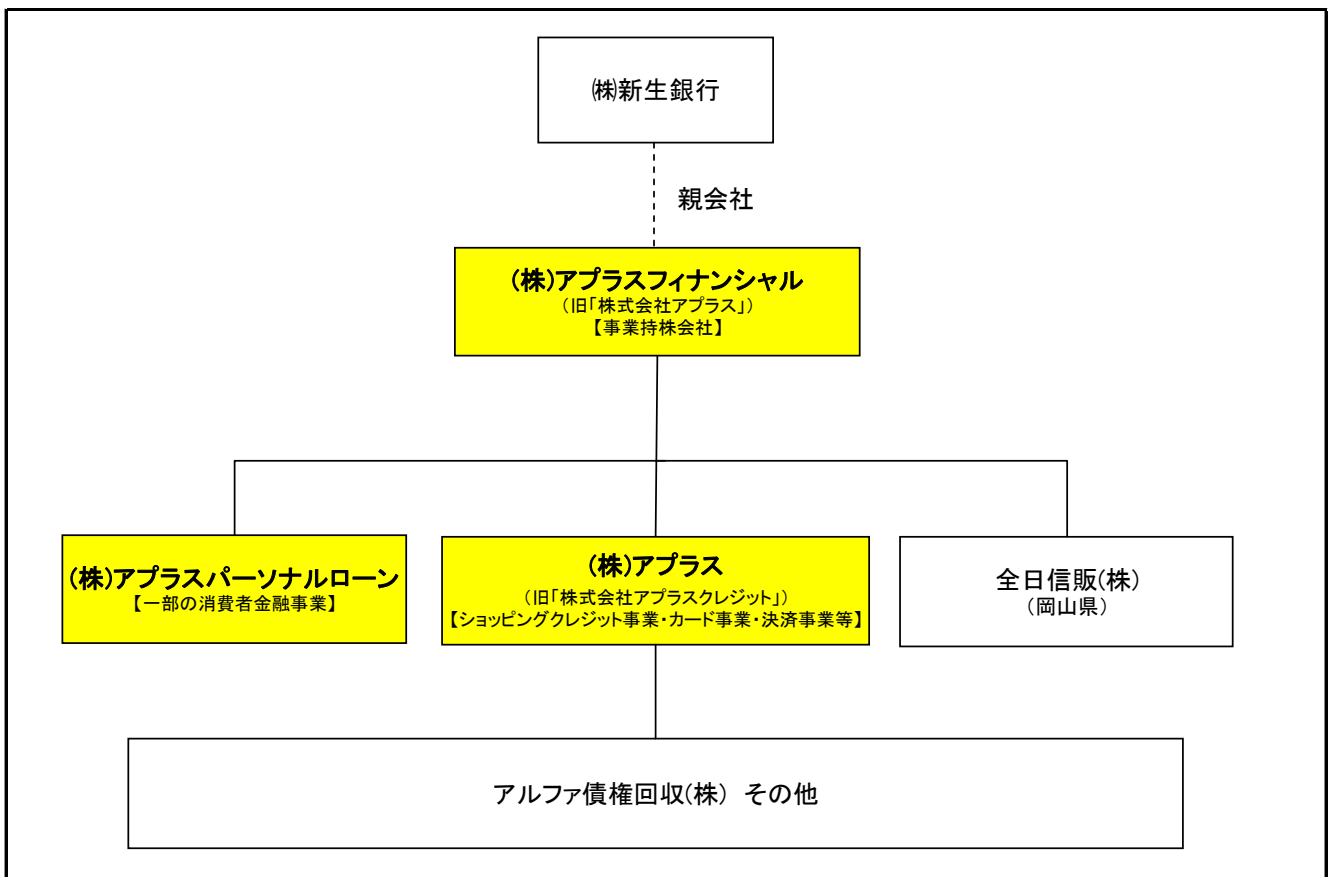 ㈱新生銀行
親会社
(株)アプラスフィナンシャル
(旧「株式会社アプラス」)
【事業持株会社】
(株)アプラスパーソナルローン
【一部の消費者金融事業】
(株)アプラス
(旧「株式会社アプラスクレジット」)
【ショッピングクレジット事業・カード事業・決済事業等】
全日信販(株)
(岡山県)
アルファ債権回収(株) その他